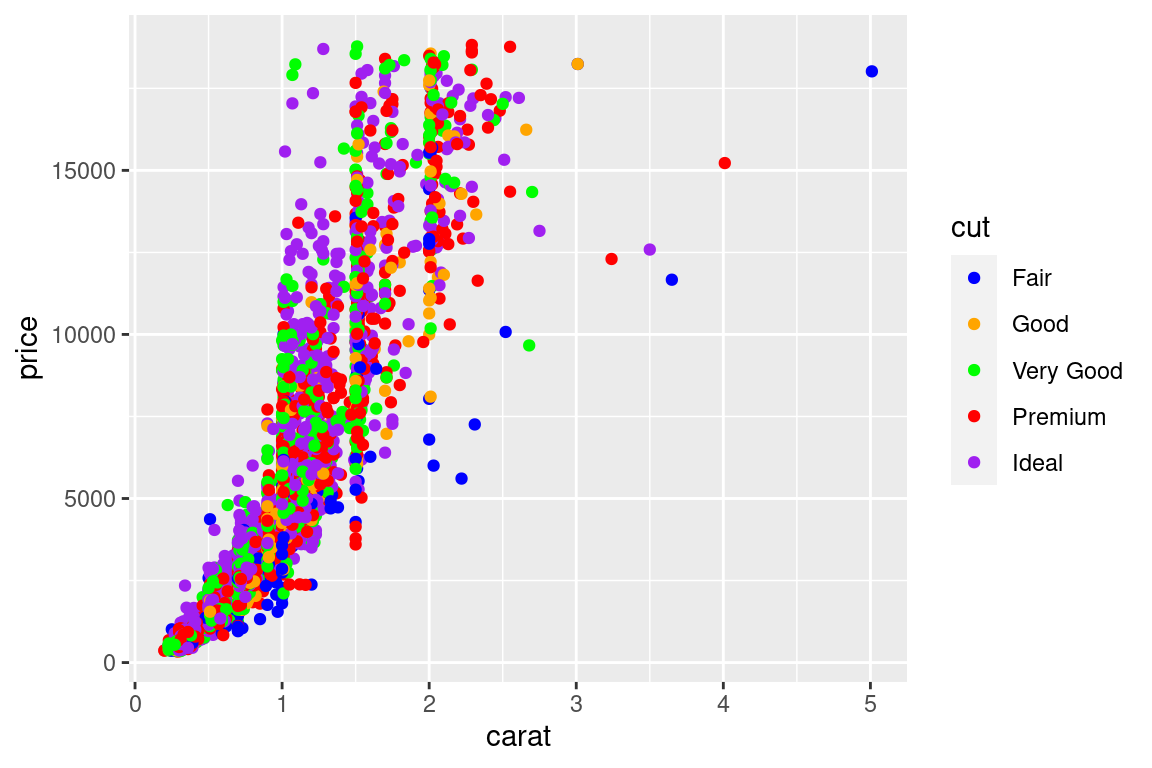 15000
10000
5000
0
price
0 1 2 3 4 5
carat
cut
Fair
Good
Very Good
Premium
Ideal